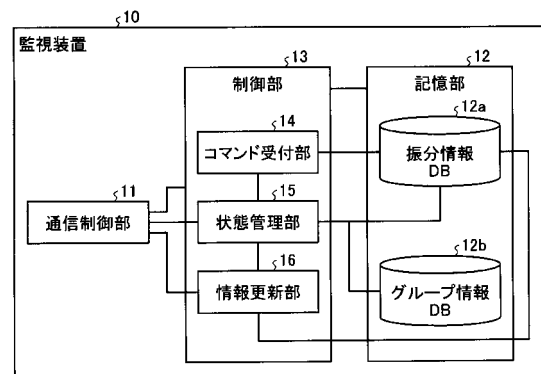 10
監視装置
13
制御部
12
記憶部
14
コマンド受付部
12a
振分情報
DB
11
通信制御部
15
状態管理部
16
情報更新部
12b
グループ情報
DB